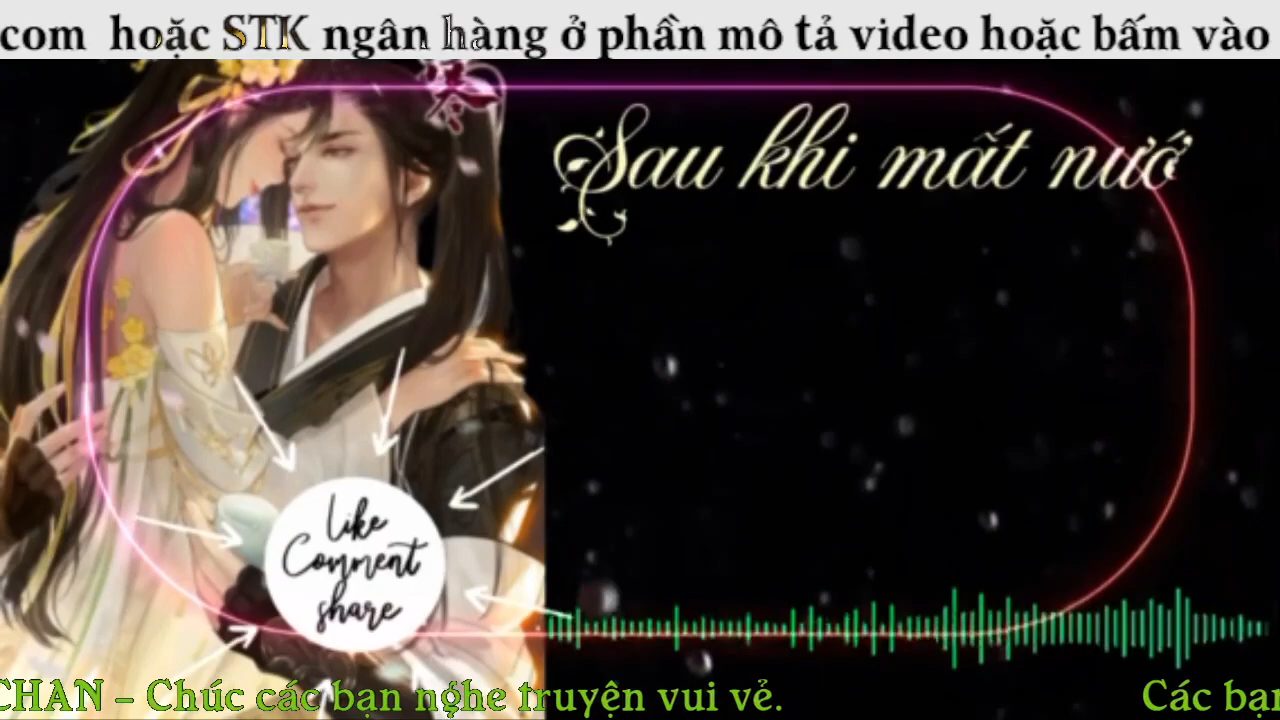 com hoặc STK ngân hàng ở phần mô tả video hoặc bấm vào
Sau khi mất nướ
like
Comment
share
CHAN – Chúc các bạn nghe truyện vui vẻ.
Các bạn